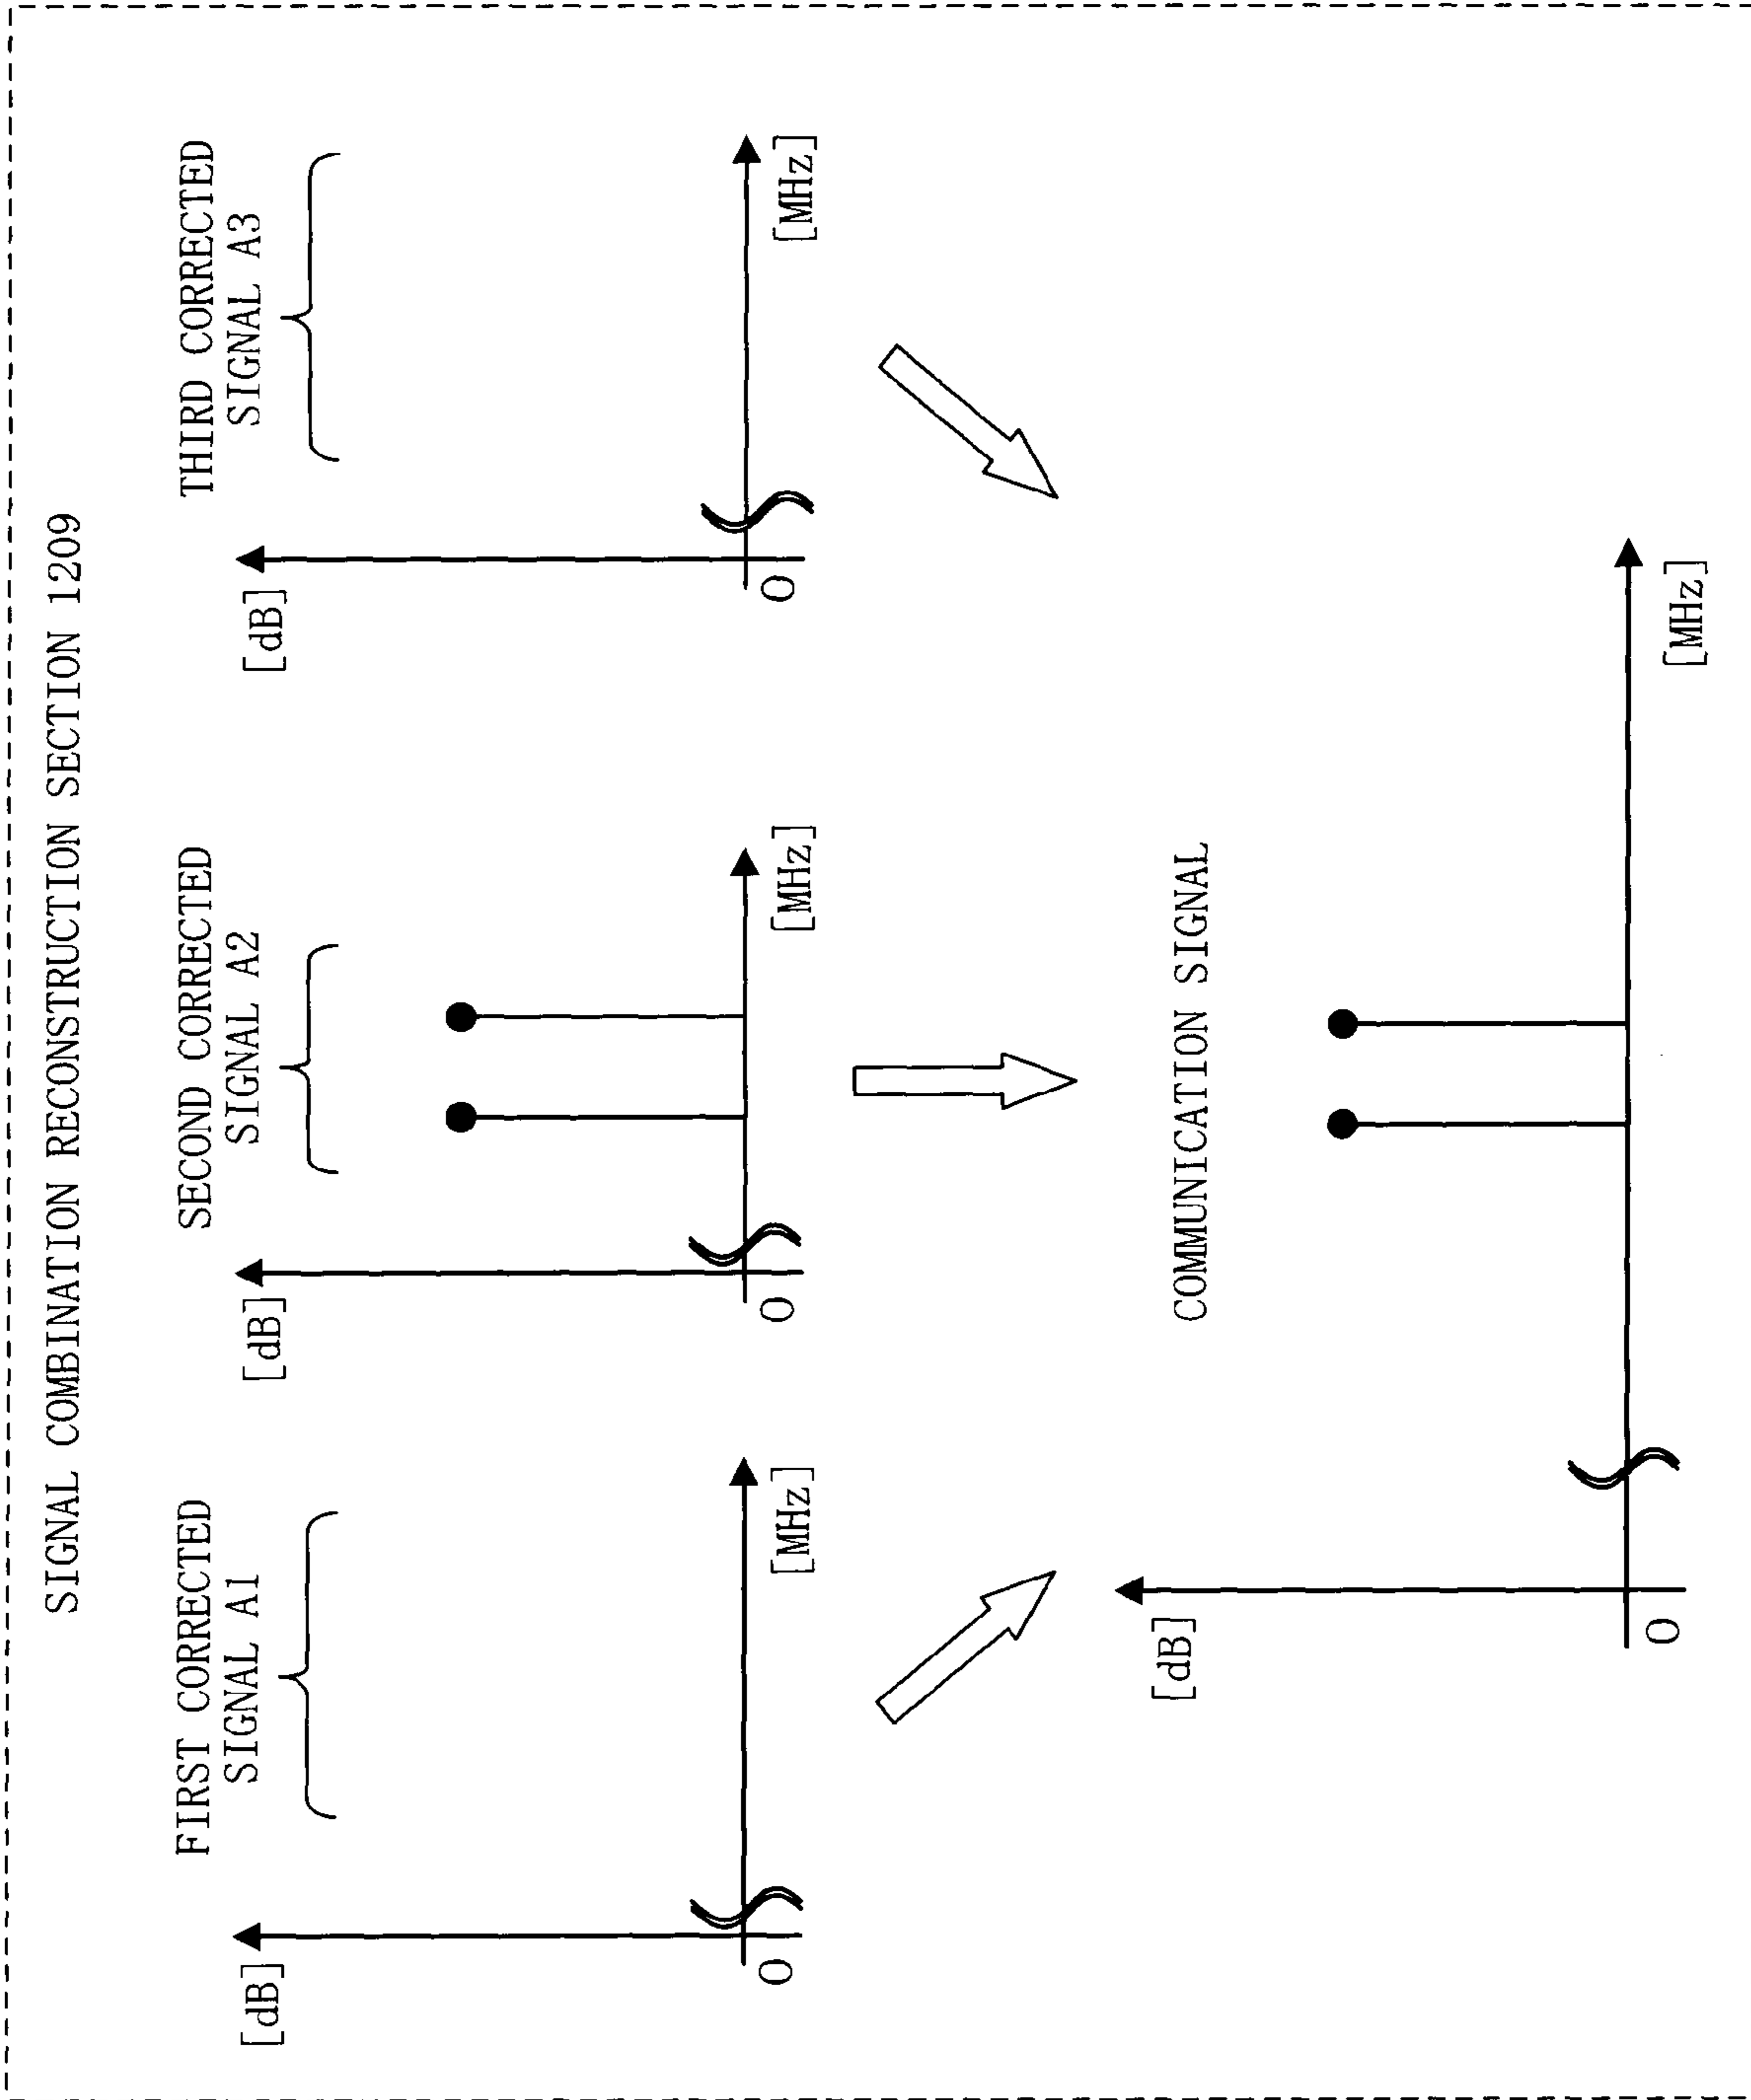 SIGNAL COMBINATION RECONSTRUCTION SECTION 1209
FIRST CORRECTED
SIGNAL A1
[dB]
0
[MHz]
SECOND CORRECTED
SIGNAL A2
[dB]
0
[MHz]
THIRD CORRECTED
SIGNAL A3
[dB]
0
[MHz]
COMMUNICATION SIGNAL
[dB]
0
[MHz]